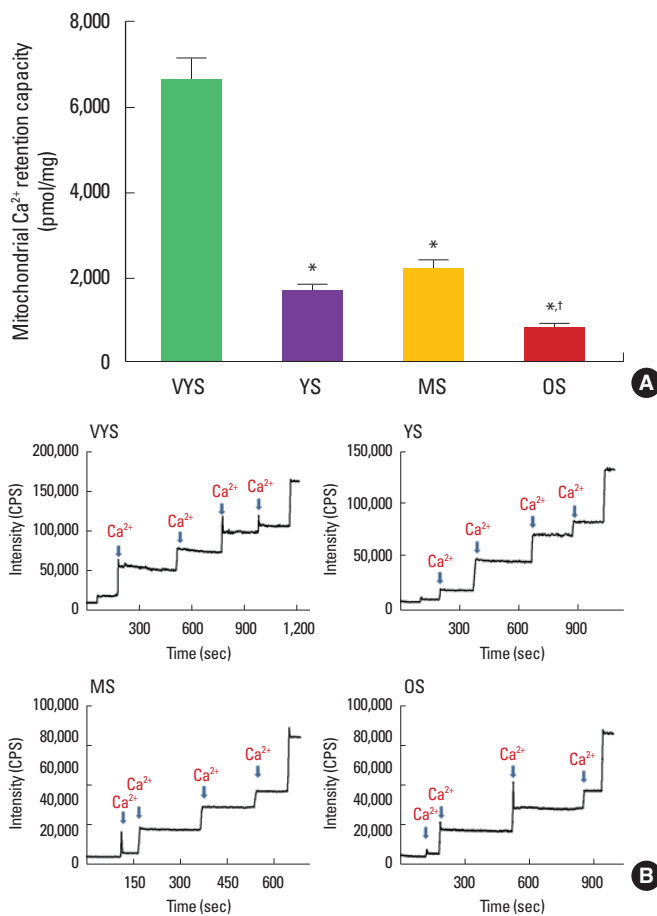 Mitochondrial Ca²⁺ retention capacity
(pmol/mg)
8,000
6,000
4,000
2,000
0
*
*
*,†
VYS
YS
MS
OS
A
VYS
Intensity (CPS)
200,000
150,000
100,000
50,000
0
Ca²⁺
Ca²⁺
Ca²⁺
Ca²⁺
300
600
900
1,200
Time (sec)
YS
Intensity (CPS)
150,000
100,000
50,000
0
Ca²⁺
Ca²⁺
Ca²⁺
Ca²⁺
300
600
900
Time (sec)
MS
Intensity (CPS)
100,000
80,000
60,000
40,000
20,000
0
Ca²⁺
Ca²⁺
Ca²⁺
Ca²⁺
150
300
450
600
Time (sec)
OS
Intensity (CPS)
100,000
80,000
60,000
40,000
20,000
0
Ca²⁺
Ca²⁺
Ca²⁺
Ca²⁺
300
600
900
Time (sec)
B